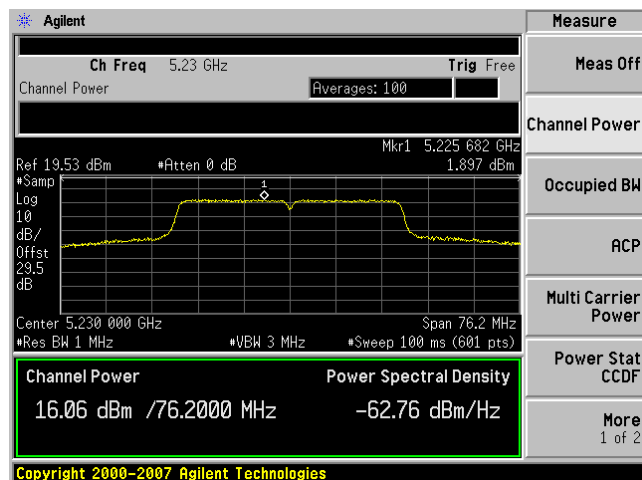 Agilent
Measure
Ch Freq 5.23 GHz Trig Free
Channel Power Averages: 100
Mkr1 5.225 682 GHz
Ref 19.53 dBm #Atten 0 dB 1.897 dBm
#Samp
Log
10
dB/
Offst
29.5
dB
1
Center 5.230 000 GHz Span 76.2 MHz
#Res BW 1 MHz #VBW 3 MHz #Sweep 100 ms (601 pts)
Channel Power Power Spectral Density
16.06 dBm /76.2000 MHz -62.76 dBm/Hz
Copyright 2000-2007 Agilent Technologies
Meas Off
Channel Power
Occupied BW
ACP
Multi Carrier
Power
Power Stat
CCDF
More
1 of 2